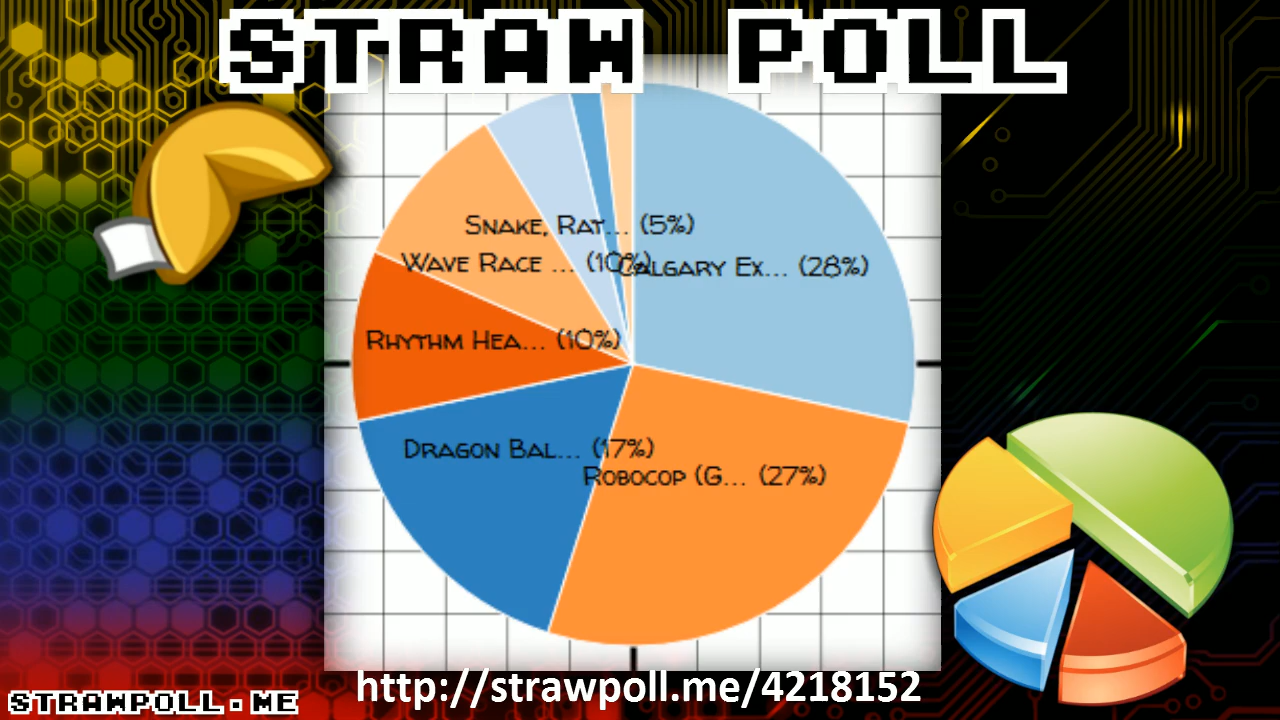 STRAW POLL
SNAKE, RAT... (5%)
WAVE RACE ... (10%)
CALGARY EX... (28%)
RHYTHM HEA... (10%)
DRAGON BAL... (17%)
ROBOCOP (G... (27%)
http://strawpoll.me/4218152
STRAWPOLL.ME